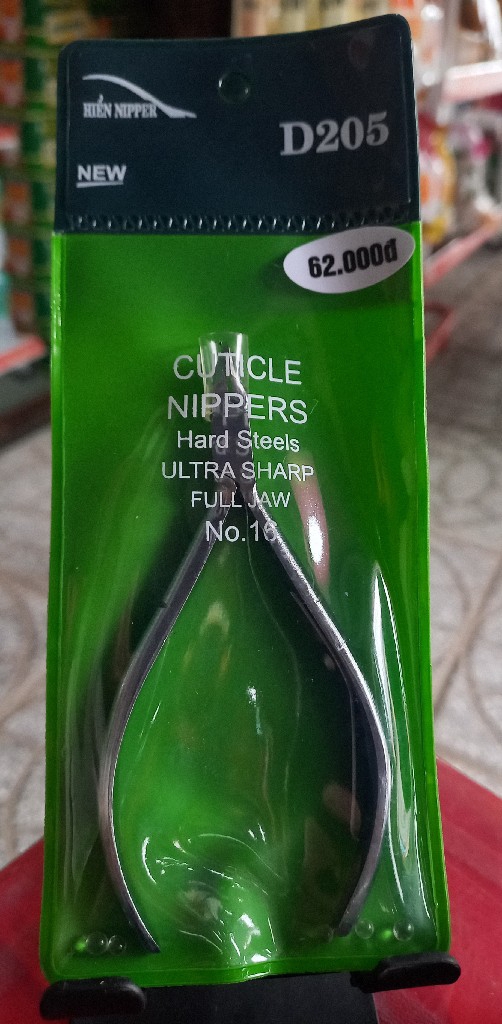 HIỀN NIPPER
D205
NEW
62.000đ
CUTICLE
NIPPERS
Hard Steels
ULTRA SHARP
FULL JAW
No.16